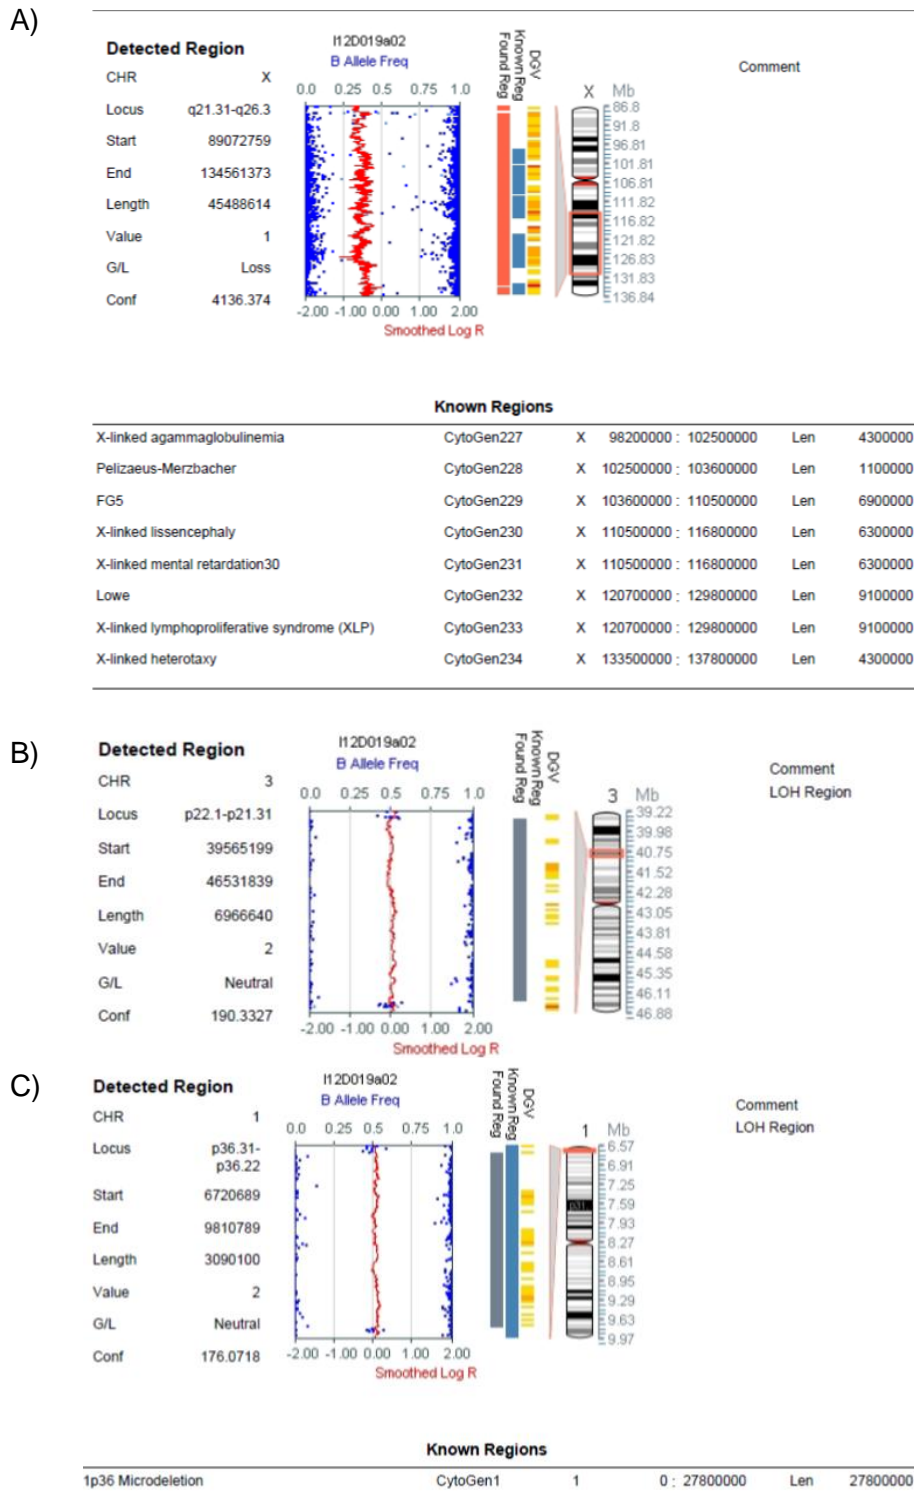 A)
Detected Region
CHR X
Locus q21.31-q26.3
Start 89072759
End 134561373
Length 45488614
Value 1
G/L Loss
Conf 4136.374
I12D019a02
B Allele Freq
0.0 0.25 0.5 0.75 1.0
-2.00 -1.00 0.00 1.00 2.00
Smoothed Log R
Found Reg
Known Reg
DGV
X Mb
86.8
91.8
96.81
101.81
106.81
111.82
116.82
121.82
126.83
131.83
136.84
Comment
Known Regions
X-linked agammaglobulinemia CytoGen227 X 98200000 : 102500000 Len 4300000
Pelizaeus-Merzbacher CytoGen228 X 102500000 : 103600000 Len 1100000
FG5 CytoGen229 X 103600000 : 110500000 Len 6900000
X-linked lissencephaly CytoGen230 X 110500000 : 116800000 Len 6300000
X-linked mental retardation30 CytoGen231 X 110500000 : 116800000 Len 6300000
Lowe CytoGen232 X 120700000 : 129800000 Len 9100000
X-linked lymphoproliferative syndrome (XLP) CytoGen233 X 120700000 : 129800000 Len 9100000
X-linked heterotaxy CytoGen234 X 133500000 : 137800000 Len 4300000
B)
Detected Region
CHR 3
Locus p22.1-p21.31
Start 39565199
End 46531839
Length 6966640
Value 2
G/L Neutral
Conf 190.3327
I12D019a02
B Allele Freq
0.0 0.25 0.5 0.75 1.0
-2.00 -1.00 0.00 1.00 2.00
Smoothed Log R
Found Reg
Known Reg
DGV
3 Mb
39.22
39.98
40.75
41.52
42.28
43.05
43.81
44.58
45.35
46.11
46.88
Comment
LOH Region
C)
Detected Region
CHR 1
Locus p36.31-
p36.22
Start 6720689
End 9810789
Length 3090100
Value 2
G/L Neutral
Conf 176.0718
I12D019a02
B Allele Freq
0.0 0.25 0.5 0.75 1.0
-2.00 -1.00 0.00 1.00 2.00
Smoothed Log R
Found Reg
Known Reg
DGV
1 Mb
6.57
6.91
7.25
7.59
7.93
8.27
8.61
8.95
9.29
9.63
9.97
Comment
LOH Region
Known Regions
1p36 Microdeletion CytoGen1 1 0 : 27800000 Len 27800000